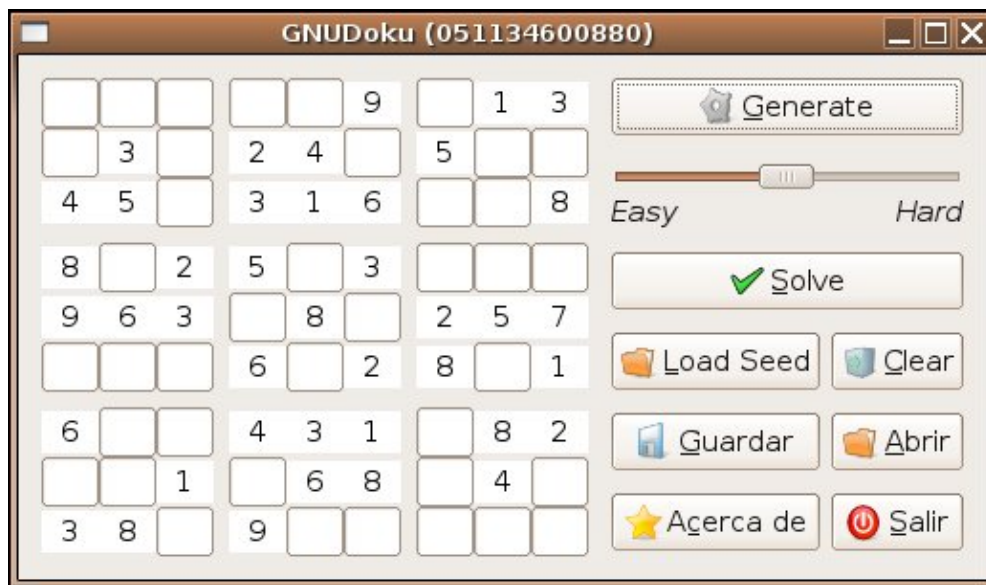 GNUDoku (051134600880)
9 1 3
3 2 4 5
4 5 3 1 6 8
8 2 5 3
9 6 3 8 2 5 7
6 2 8 1
6 4 3 1 8 2
1 6 8 4
3 8 9
Generate
Easy Hard
Solve
Load Seed Clear
Guardar Abrir
Acerca de Salir